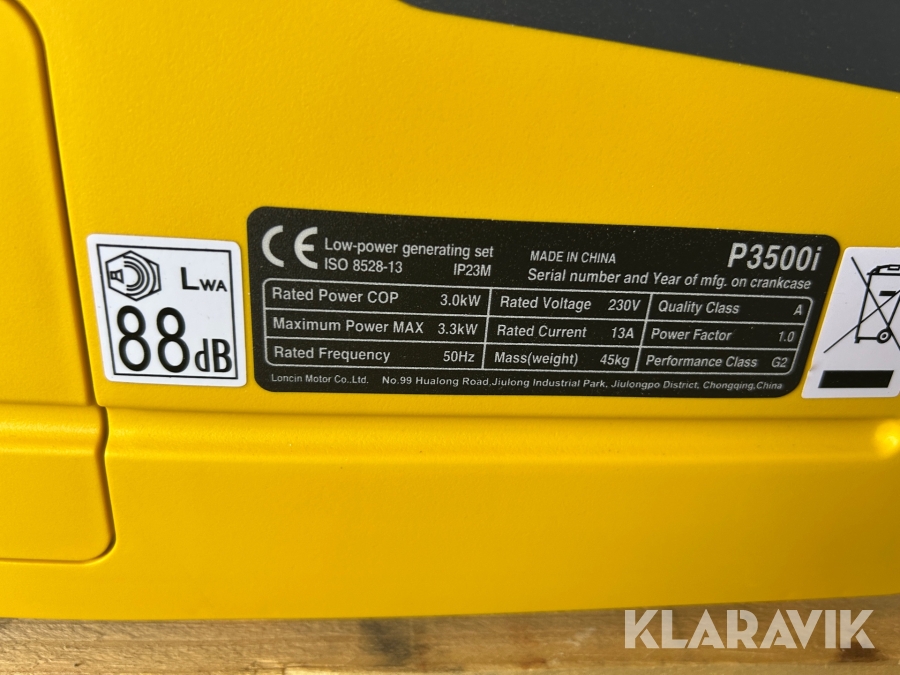 LWA
88dB
CE Low-power generating set
ISO 8528-13 IP23M
MADE IN CHINA
Serial number and Year of mfg. on crankcase
P3500i
Rated Power COP 3.0kW Rated Voltage 230V Quality Class A
Maximum Power MAX 3.3kW Rated Current 13A Power Factor 1.0
Rated Frequency 50Hz Mass(weight) 45kg Performance Class G2
Loncin Motor Co.,Ltd. No.99 Hualong Road,Jiulong Industrial Park, Jiulongpo District, Chongqing,China
KLARAVIK